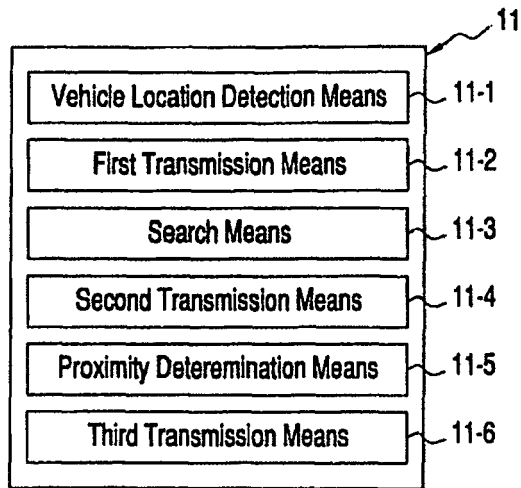 11
Vehicle Location Detection Means 11-1
First Transmission Means 11-2
Search Means 11-3
Second Transmission Means 11-4
Proximity Deteremination Means 11-5
Third Transmission Means 11-6